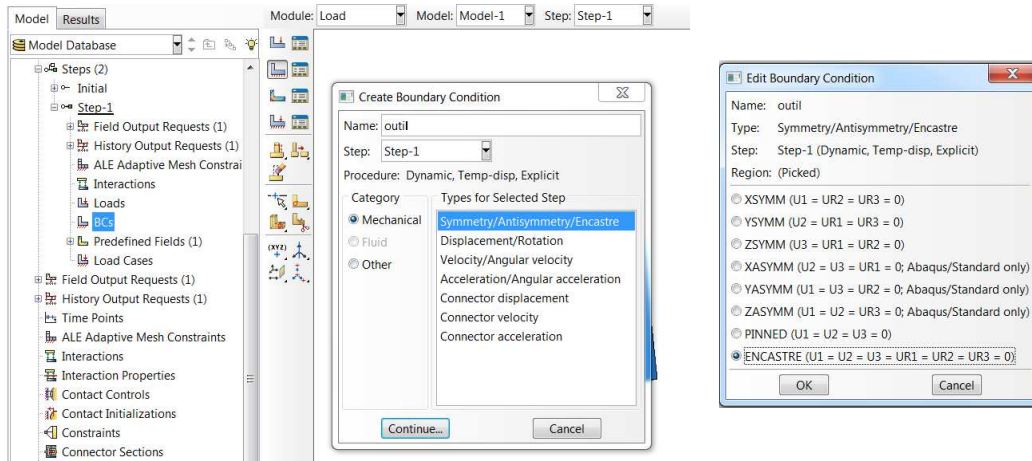 Model Results
Module: Load Model: Model-1 Step: Step-1
Model Database
Steps (2)
Initial
Step-1
Field Output Requests (1)
History Output Requests (1)
ALE Adaptive Mesh Constrai
Interactions
Loads
BCs
Predefined Fields (1)
Load Cases
Field Output Requests (1)
History Output Requests (1)
Time Points
ALE Adaptive Mesh Constraints
Interactions
Interaction Properties
Contact Controls
Contact Initializations
Constraints
Connector Sections
(XYZ)
Create Boundary Condition
Name: outil
Step: Step-1
Procedure: Dynamic, Temp-disp, Explicit
Category
Mechanical
Fluid
Other
Types for Selected Step
Symmetry/Antisymmetry/Encastre
Displacement/Rotation
Velocity/Angular velocity
Acceleration/Angular acceleration
Connector displacement
Connector velocity
Connector acceleration
Continue... Cancel
Edit Boundary Condition
Name: outil
Type: Symmetry/Antisymmetry/Encastre
Step: Step-1 (Dynamic, Temp-disp, Explicit)
Region: (Picked)
XSYMM (U1 = UR2 = UR3 = 0)
YSYMM (U2 = UR1 = UR3 = 0)
ZSYMM (U3 = UR1 = UR2 = 0)
XASYMM (U2 = U3 = UR1 = 0; Abaqus/Standard only)
YASYMM (U1 = U3 = UR2 = 0; Abaqus/Standard only)
ZASYMM (U1 = U2 = UR3 = 0; Abaqus/Standard only)
PINNED (U1 = U2 = U3 = 0)
ENCASTRE (U1 = U2 = U3 = UR1 = UR2 = UR3 = 0)
OK Cancel